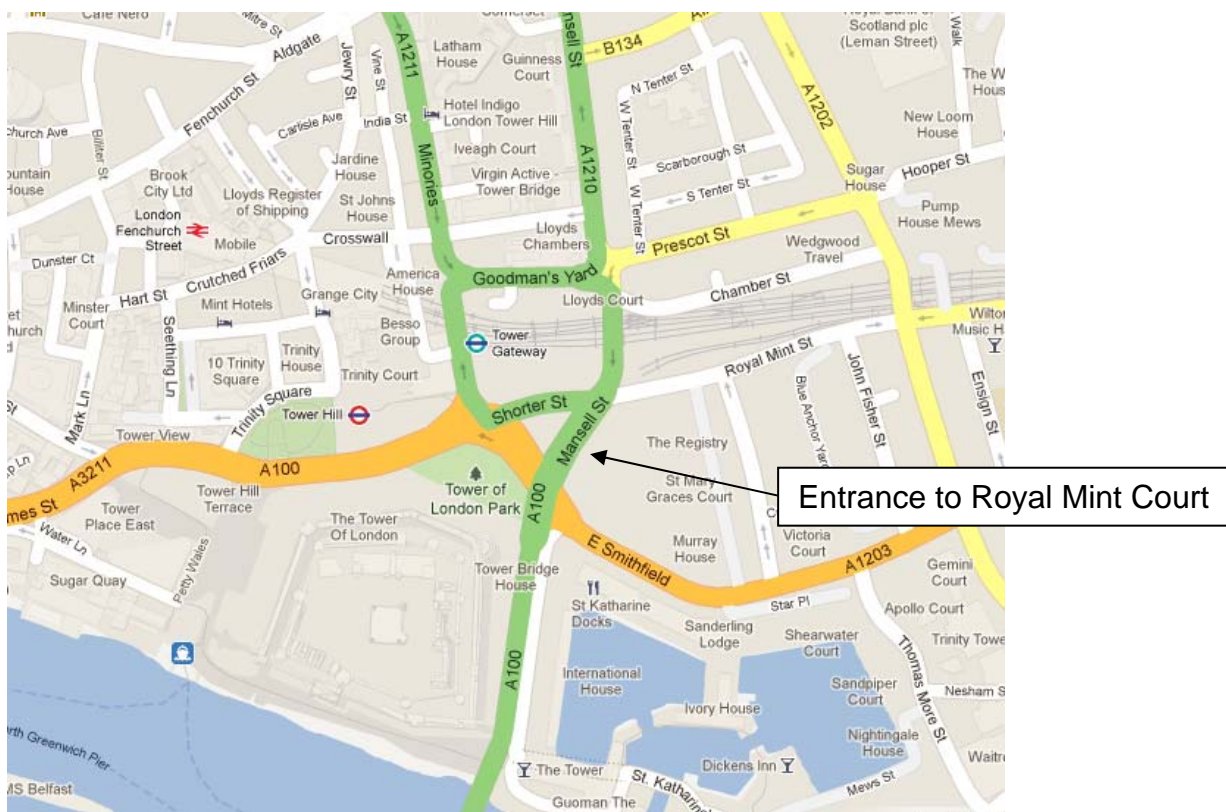 Cafe Nero
Mitre St
Aldgate
Somerset
Mansell St
A1211
Latham
House
Guinness
Court
B134
Scotland plc
(Leman Street)
Jewry St
Vine St
Fenchurch St
Hotel Indigo
London Tower Hill
N Tenter St
A1202
New Loom
House
Billiter St
Carlisle Ave
India St
Iveagh Court
W Tenter St
Scarborough St
Minories
A1210
Jardine
House
Virgin Active -
Tower Bridge
S Tenter St
W Tenter St
Sugar
House
Hooper St
Brook
City Ltd
Lloyds Register
of Shipping
St Johns
House
Pump
House Mews
London
Fenchurch
Street
Mobile
Crosswall
Lloyds
Chambers
Prescot St
Wedgwood
Travel
Dunster Ct
Crutched Friars
America
House
Goodman's Yard
Chamber St
Hart St
Minster
Court
Mint Hotels
Grange City
Lloyds Court
Seething Ln
Besso
Group
Tower
Gateway
Royal Mint St
Music H
10 Trinity
Square
Trinity
House
Trinity Court
Blue Anchor Yard
John Fisher St
Ensign St
Mark Ln
Trinity Square
Tower Hill
Shorter St
Mansell St
Tower View
The Registry
A3211
A100
Tower of
London Park
A100
St Mary
Graces Court
Entrance to Royal Mint Court
Tower
Place East
Tower Hill
Terrace
The Tower
Of London
Murray
House
Victoria
Court
A1203
Water Ln
E Smithfield
Sugar Quay
Petty Wales
Tower Bridge
House
Gemini
Court
St Katharine
Docks
Star Pl
Apollo Court
Sanderling
Lodge
Shearwater
Court
A100
International
House
Thomas More St
Sandpiper
Court
Ivory House
Nightingale
House
Greenwich Pier
Dickens Inn
The Tower
Mews St
Belfast
Guoman The